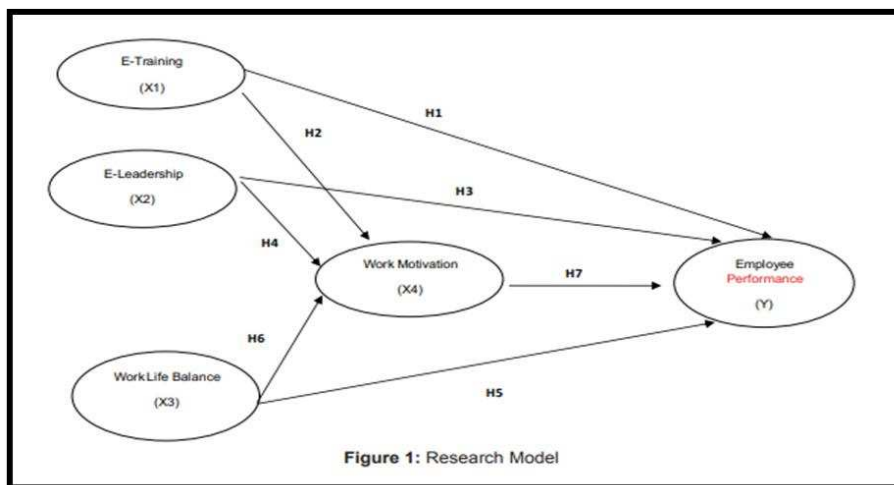 E-Training
(X1)
H1
H2
E-Leadership
(X2)
H3
H4
Work Motivation
(X4)
H7
Employee
Performance
(Y)
H6
Work Life Balance
(X3)
H5
Figure 1: Research Model